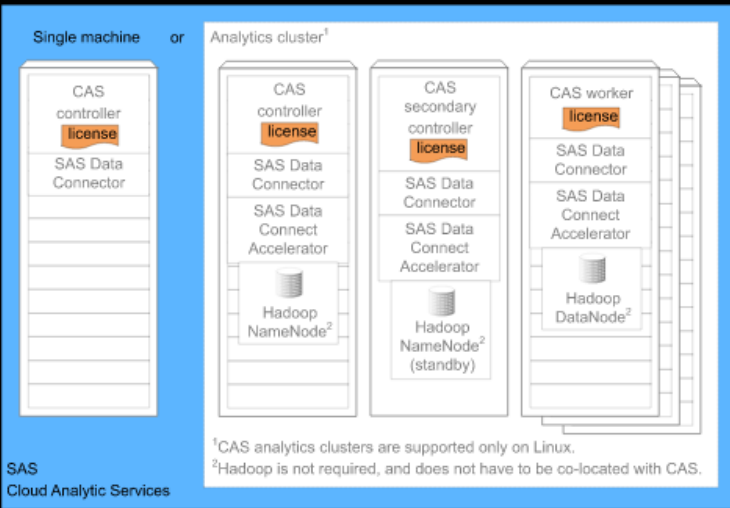 Single machine or Analytics cluster¹
CAS
controller
license
SAS Data
Connector
CAS
controller
license
SAS Data
Connector
SAS Data
Connect
Accelerator
Hadoop
NameNode²
CAS
secondary
controller
license
SAS Data
Connector
SAS Data
Connect
Accelerator
Hadoop
NameNode²
(standby)
CAS worker
license
SAS Data
Connector
SAS Data
Connect
Accelerator
Hadoop
DataNode²
¹CAS analytics clusters are supported only on Linux.
²Hadoop is not required, and does not have to be co-located with CAS.
SAS
Cloud Analytic Services